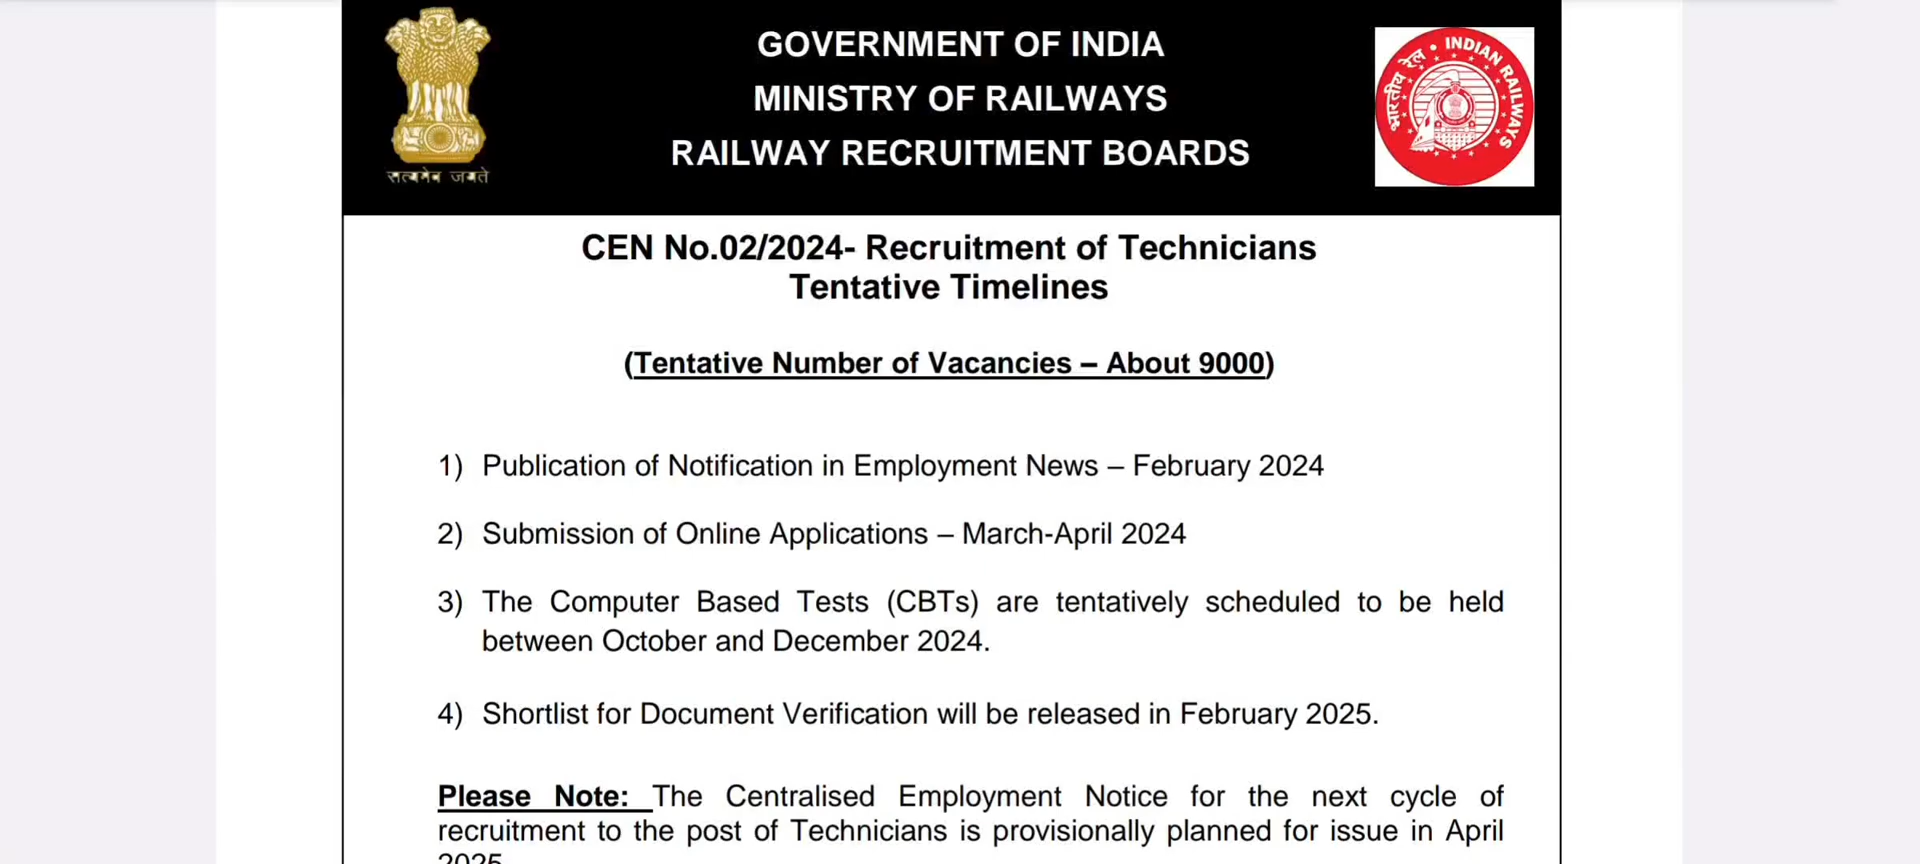 GOVERNMENT OF INDIA
MINISTRY OF RAILWAYS
RAILWAY RECRUITMENT BOARDS
सत्यमेव जयते
भारतीय रेल • INDIAN RAILWAYS
CEN No.02/2024- Recruitment of Technicians
Tentative Timelines
(Tentative Number of Vacancies – About 9000)
1) Publication of Notification in Employment News – February 2024
2) Submission of Online Applications – March-April 2024
3) The Computer Based Tests (CBTs) are tentatively scheduled to be held
between October and December 2024.
4) Shortlist for Document Verification will be released in February 2025.
Please Note: The Centralised Employment Notice for the next cycle of
recruitment to the post of Technicians is provisionally planned for issue in April
2025